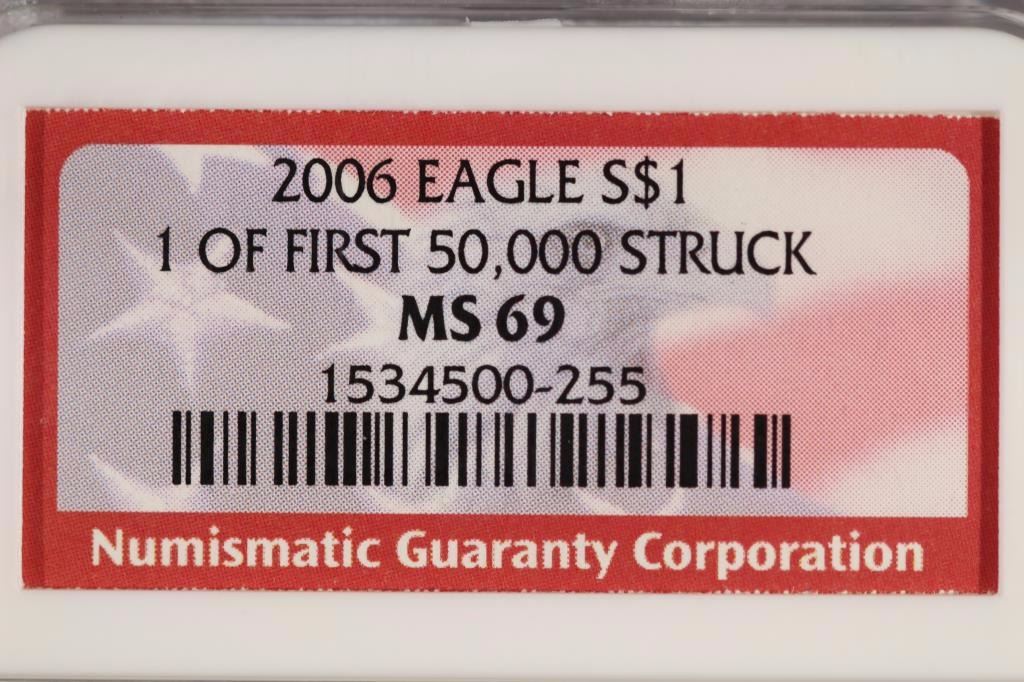 2006 EAGLE S$1
1 OF FIRST 50,000 STRUCK
MS 69
1534500-255
Numismatic Guaranty Corporation